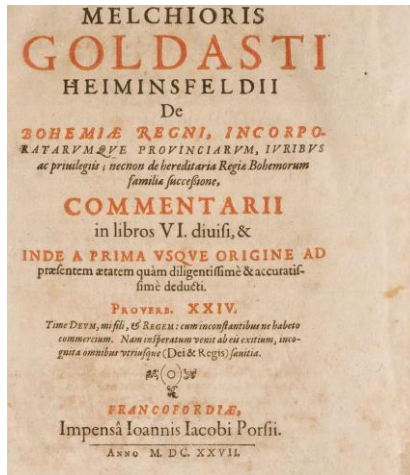 MELCHIORIS
GOLDASTI
HEIMINSFELDII
De
BOHEMIÆ REGNI, INCORPO-
RATARVMQVE PROVINCIARVM, IVRIBVS
ac priuilegiis; necnon de hereditaria Regiæ Bohemorum
familiæ ſucceßione,
COMMENTARII
in libros VI. diuiſi, &
INDE A PRIMA VSQVE ORIGINE AD
præſentem ætatem quàm diligentiſſimè & accuratiſ-
ſimè deducti.
PROVERB. XXIV.
Time DEVM, mi fili, & REGEM: cum inconſtantibus ne habeto
commercium. Nam inſperatum venit ab eis exitium, inco-
gnita omnibus vtriuſque (Dei & Regis) ſæuitia.
FRANCOFORDIÆ,
Impensâ Ioannis Iacobi Porſii.
ANNO M. DC. XXVII.